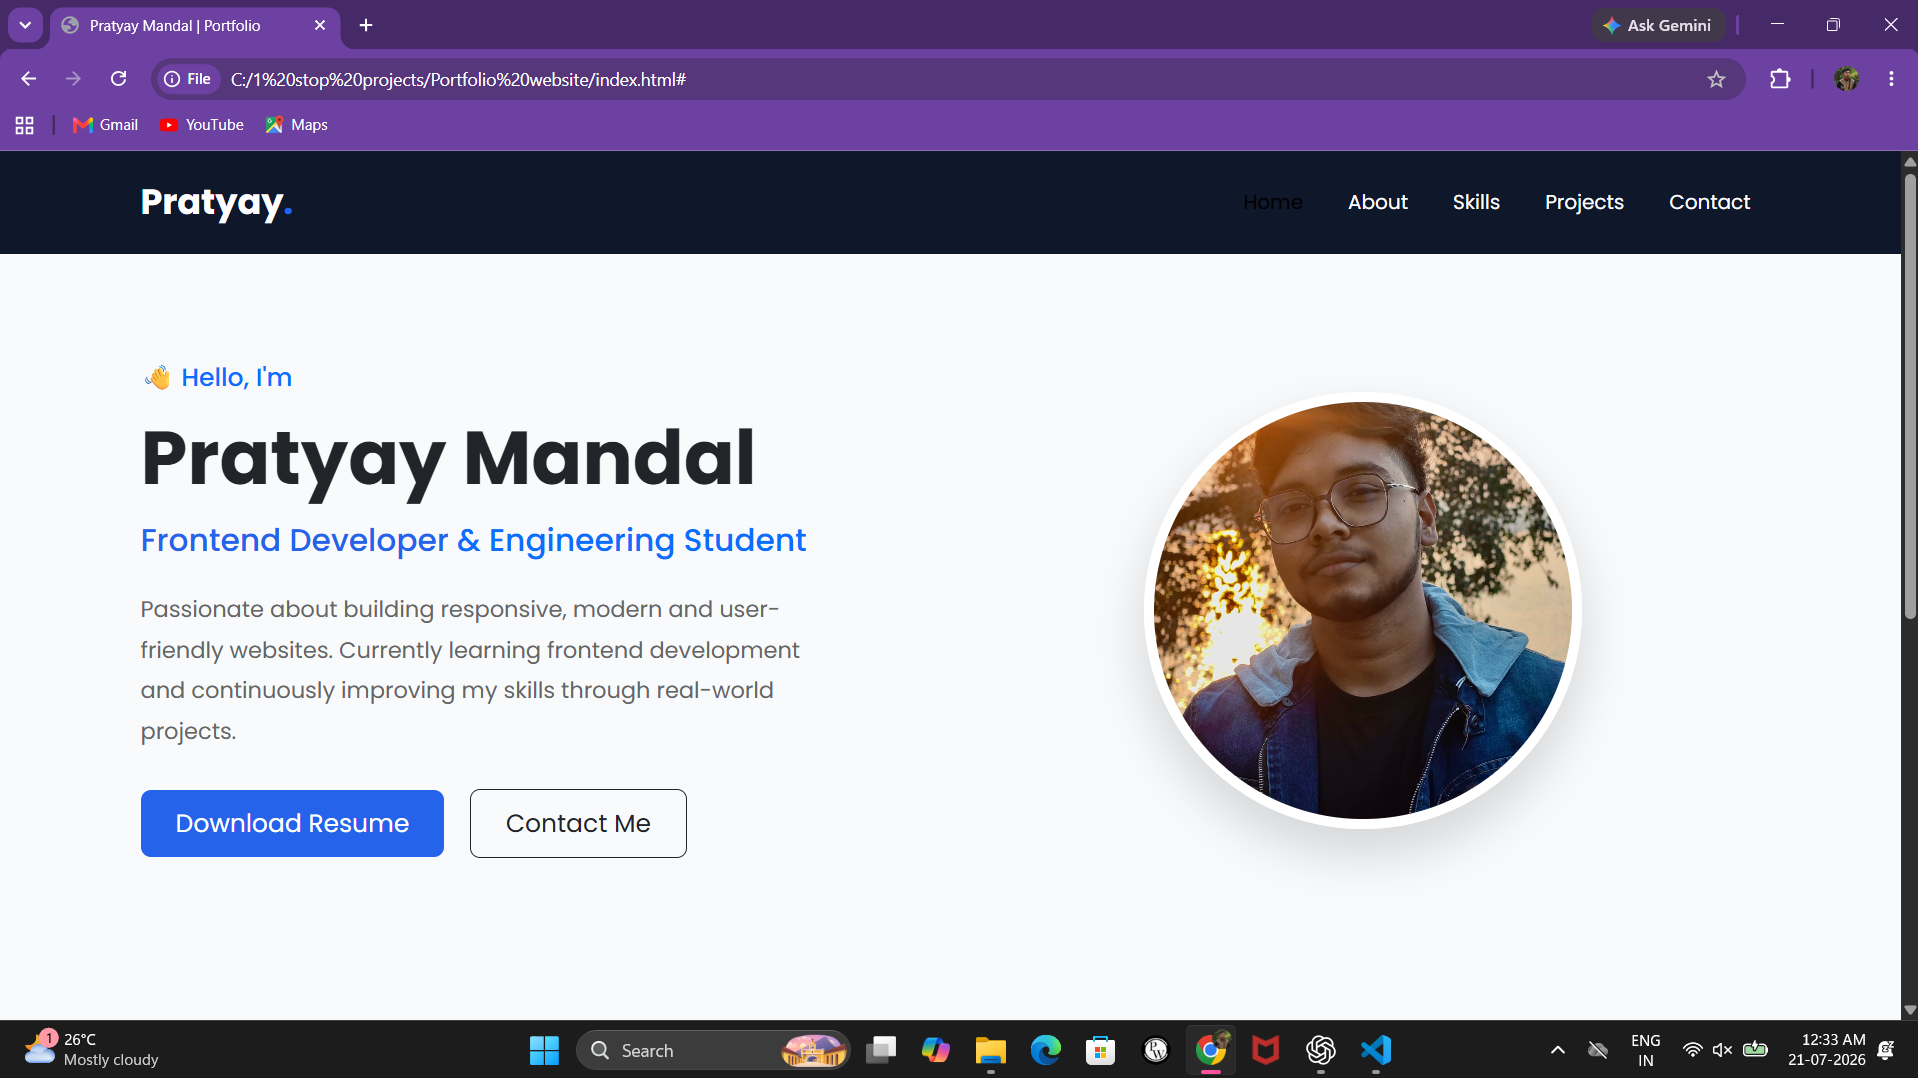 Pratyay Mandal | Portfolio
Ask Gemini
File
C:/1%20stop%20projects/Portfolio%20website/index.html#
Gmail
YouTube
Maps
Pratyay.
Home
About
Skills
Projects
Contact
👋 Hello, I'm
Pratyay Mandal
Frontend Developer & Engineering Student
Passionate about building responsive, modern and user-
friendly websites. Currently learning frontend development
and continuously improving my skills through real-world
projects.
Download Resume
Contact Me
1
26°C
Mostly cloudy
Search
PW
ENG
IN
12:33 AM
21-07-2026